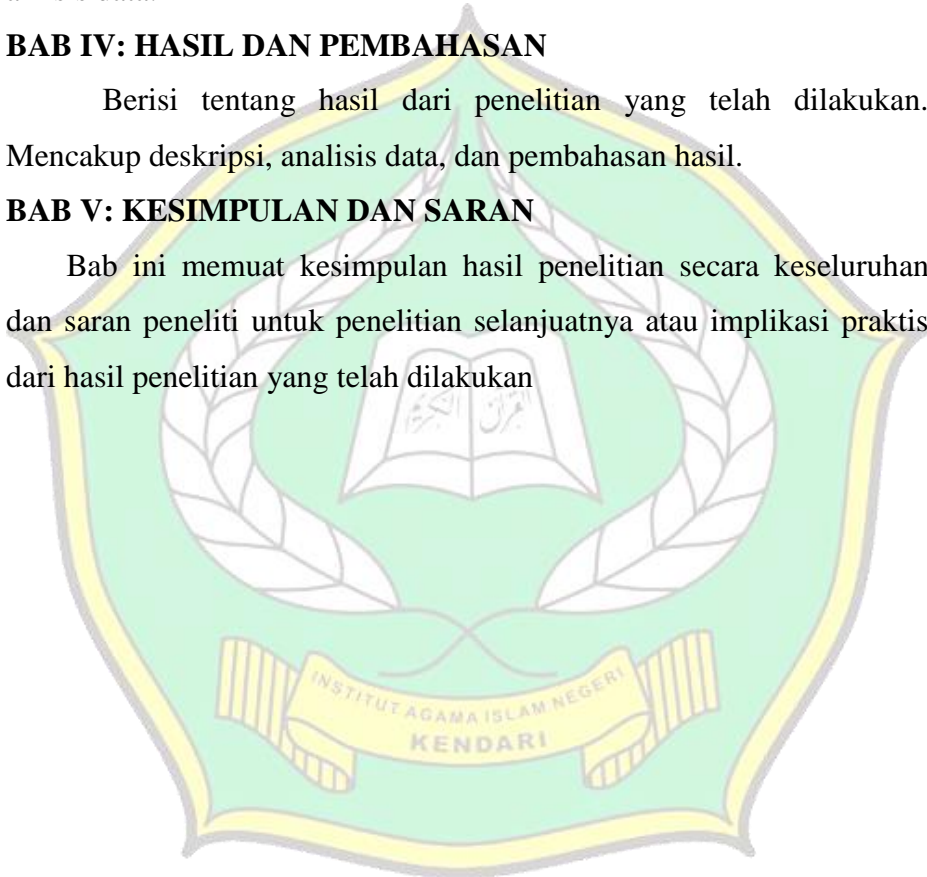 BAB IV: HASIL DAN PEMBAHASAN
Berisi tentang hasil dari penelitian yang telah dilakukan.
Mencakup deskripsi, analisis data, dan pembahasan hasil.
BAB V: KESIMPULAN DAN SARAN
Bab ini memuat kesimpulan hasil penelitian secara keseluruhan
dan saran peneliti untuk penelitian selanjuatnya atau implikasi praktis
dari hasil penelitian yang telah dilakukan
القرآن الكريم
INSTITUT AGAMA ISLAM NEGERI
KENDARI